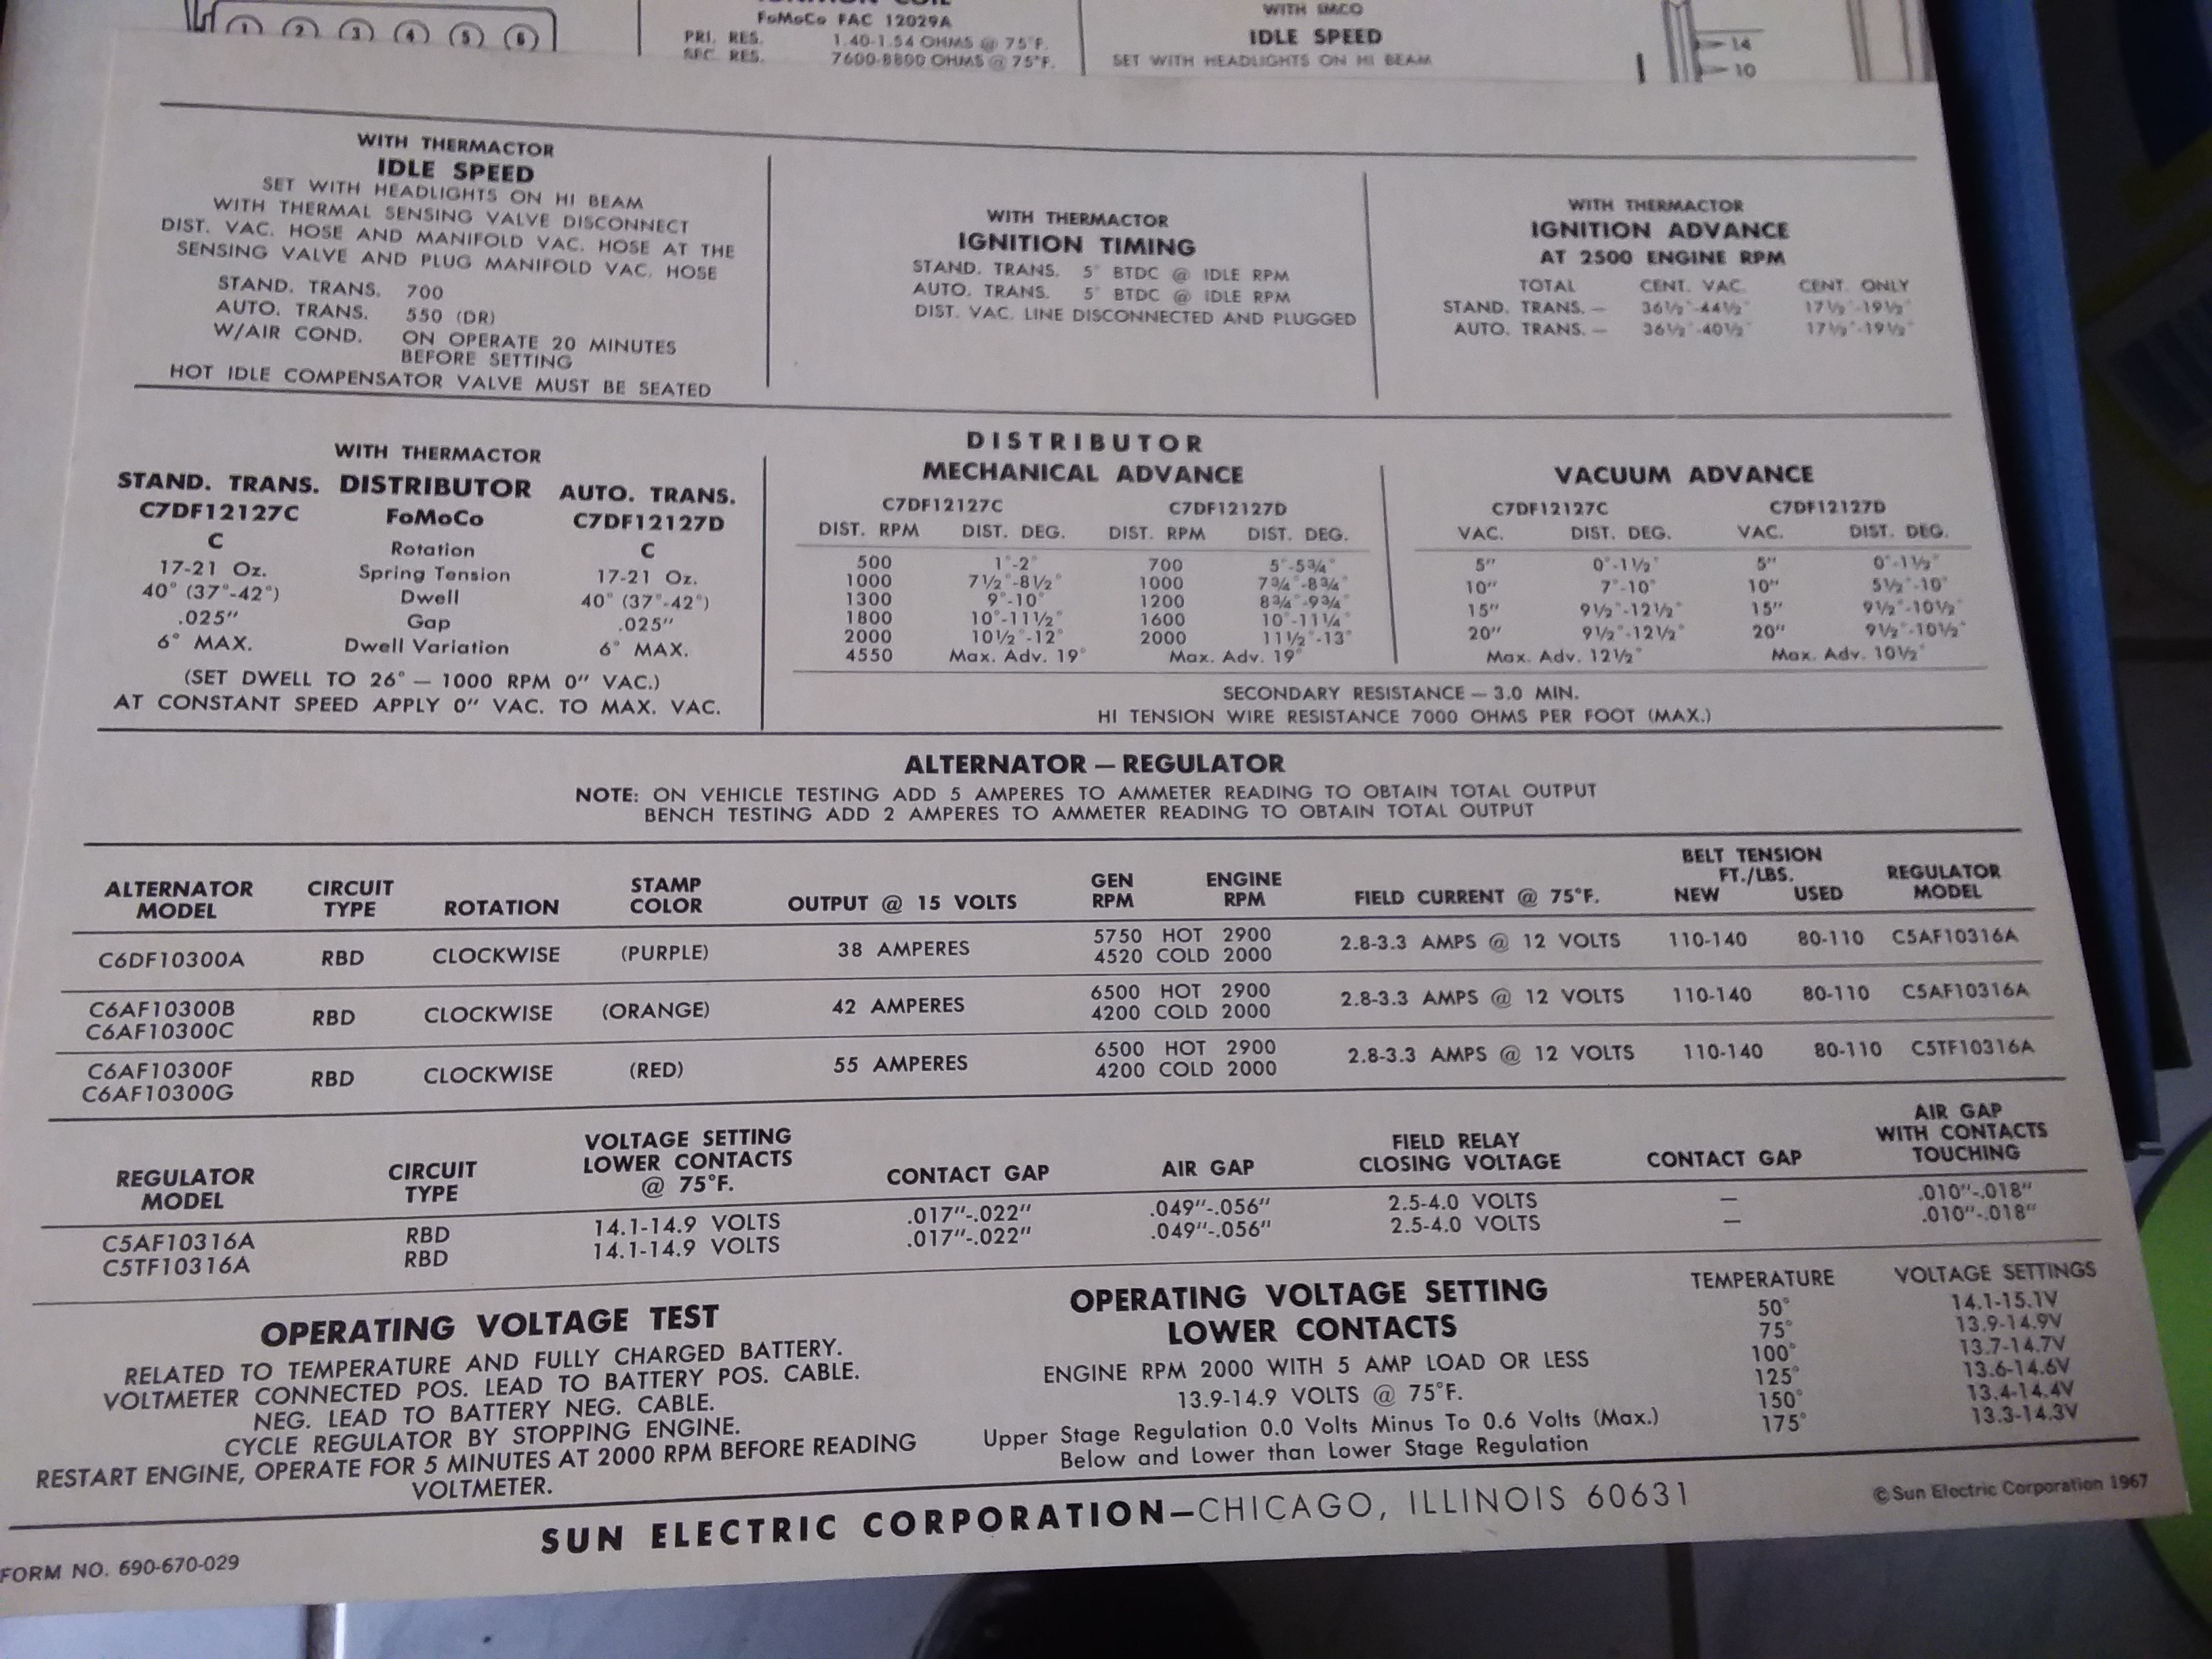 1 2 3 4 5 6
FoMoCo FAC 12029A
PRI. RES. 1.40-1.54 OHMS @ 75°F.
SEC. RES. 7600-8800 OHMS @ 75°F.
WITH IMCO
IDLE SPEED
SET WITH HEADLIGHTS ON HI BEAM
14
10
WITH THERMACTOR
IDLE SPEED
SET WITH HEADLIGHTS ON HI BEAM
WITH THERMAL SENSING VALVE DISCONNECT
DIST. VAC. HOSE AND MANIFOLD VAC. HOSE AT THE
SENSING VALVE AND PLUG MANIFOLD VAC. HOSE
STAND. TRANS. 700
AUTO. TRANS. 550 (DR)
W/AIR COND. ON OPERATE 20 MINUTES
BEFORE SETTING
HOT IDLE COMPENSATOR VALVE MUST BE SEATED
WITH THERMACTOR
IGNITION TIMING
STAND. TRANS. 5° BTDC @ IDLE RPM
AUTO. TRANS. 5° BTDC @ IDLE RPM
DIST. VAC. LINE DISCONNECTED AND PLUGGED
WITH THERMACTOR
IGNITION ADVANCE
AT 2500 ENGINE RPM
TOTAL CENT. VAC. CENT. ONLY
STAND. TRANS.— 36½°-44½° 17½°-19½°
AUTO. TRANS.— 36½°-40½° 17½°-19½°
WITH THERMACTOR
STAND. TRANS. DISTRIBUTOR AUTO. TRANS.
C7DF12127C FoMoCo C7DF12127D
C Rotation C
17-21 Oz. Spring Tension 17-21 Oz.
40° (37°-42°) Dwell 40° (37°-42°)
.025" Gap .025"
6° MAX. Dwell Variation 6° MAX.
(SET DWELL TO 26° — 1000 RPM 0" VAC.)
AT CONSTANT SPEED APPLY 0" VAC. TO MAX. VAC.
DISTRIBUTOR
MECHANICAL ADVANCE
C7DF12127C C7DF12127D
DIST. RPM DIST. DEG. DIST. RPM DIST. DEG.
500 1°-2° 700 5°-5¾°
1000 7½°-8½° 1000 7¾°-8¾°
1300 9°-10° 1200 8¾°-9¾°
1800 10°-11½° 1600 10°-11¼°
2000 10½°-12° 2000 11½°-13°
4550 Max. Adv. 19° Max. Adv. 19°
VACUUM ADVANCE
C7DF12127C C7DF12127D
VAC. DIST. DEG. VAC. DIST. DEG.
5" 0°-1½° 5" 0°-1½°
10" 7°-10° 10" 5½°-10°
15" 9½°-12½° 15" 9½°-10½°
20" 9½°-12½° 20" 9½°-10½°
Max. Adv. 12½° Max. Adv. 10½°
SECONDARY RESISTANCE — 3.0 MIN.
HI TENSION WIRE RESISTANCE 7000 OHMS PER FOOT (MAX.)
ALTERNATOR — REGULATOR
NOTE: ON VEHICLE TESTING ADD 5 AMPERES TO AMMETER READING TO OBTAIN TOTAL OUTPUT
BENCH TESTING ADD 2 AMPERES TO AMMETER READING TO OBTAIN TOTAL OUTPUT
ALTERNATOR MODEL CIRCUIT TYPE ROTATION STAMP COLOR OUTPUT @ 15 VOLTS GEN RPM ENGINE RPM FIELD CURRENT @ 75°F. BELT TENSION FT./LBS. NEW USED REGULATOR MODEL
C6DF10300A RBD CLOCKWISE (PURPLE) 38 AMPERES 5750 HOT 2900 2.8-3.3 AMPS @ 12 VOLTS 110-140 80-110 C5AF10316A
4520 COLD 2000
C6AF10300B RBD CLOCKWISE (ORANGE) 42 AMPERES 6500 HOT 2900 2.8-3.3 AMPS @ 12 VOLTS 110-140 80-110 C5AF10316A
C6AF10300C 4200 COLD 2000
C6AF10300F RBD CLOCKWISE (RED) 55 AMPERES 6500 HOT 2900 2.8-3.3 AMPS @ 12 VOLTS 110-140 80-110 C5TF10316A
C6AF10300G 4200 COLD 2000
REGULATOR MODEL CIRCUIT TYPE VOLTAGE SETTING LOWER CONTACTS @ 75°F. CONTACT GAP AIR GAP FIELD RELAY CLOSING VOLTAGE CONTACT GAP AIR GAP WITH CONTACTS TOUCHING
C5AF10316A RBD 14.1-14.9 VOLTS .017"-.022" .049"-.056" 2.5-4.0 VOLTS — .010"-.018"
C5TF10316A RBD 14.1-14.9 VOLTS .017"-.022" .049"-.056" 2.5-4.0 VOLTS — .010"-.018"
OPERATING VOLTAGE TEST
RELATED TO TEMPERATURE AND FULLY CHARGED BATTERY.
VOLTMETER CONNECTED POS. LEAD TO BATTERY POS. CABLE.
NEG. LEAD TO BATTERY NEG. CABLE.
CYCLE REGULATOR BY STOPPING ENGINE.
RESTART ENGINE, OPERATE FOR 5 MINUTES AT 2000 RPM BEFORE READING
VOLTMETER.
OPERATING VOLTAGE SETTING
LOWER CONTACTS
ENGINE RPM 2000 WITH 5 AMP LOAD OR LESS
13.9-14.9 VOLTS @ 75°F.
Upper Stage Regulation 0.0 Volts Minus To 0.6 Volts (Max.)
Below and Lower than Lower Stage Regulation
TEMPERATURE VOLTAGE SETTINGS
50° 14.1-15.1V
75° 13.9-14.9V
100° 13.7-14.7V
125° 13.6-14.6V
150° 13.4-14.4V
175° 13.3-14.3V
SUN ELECTRIC CORPORATION—CHICAGO, ILLINOIS 60631
© Sun Electric Corporation 1967
FORM NO. 690-670-029